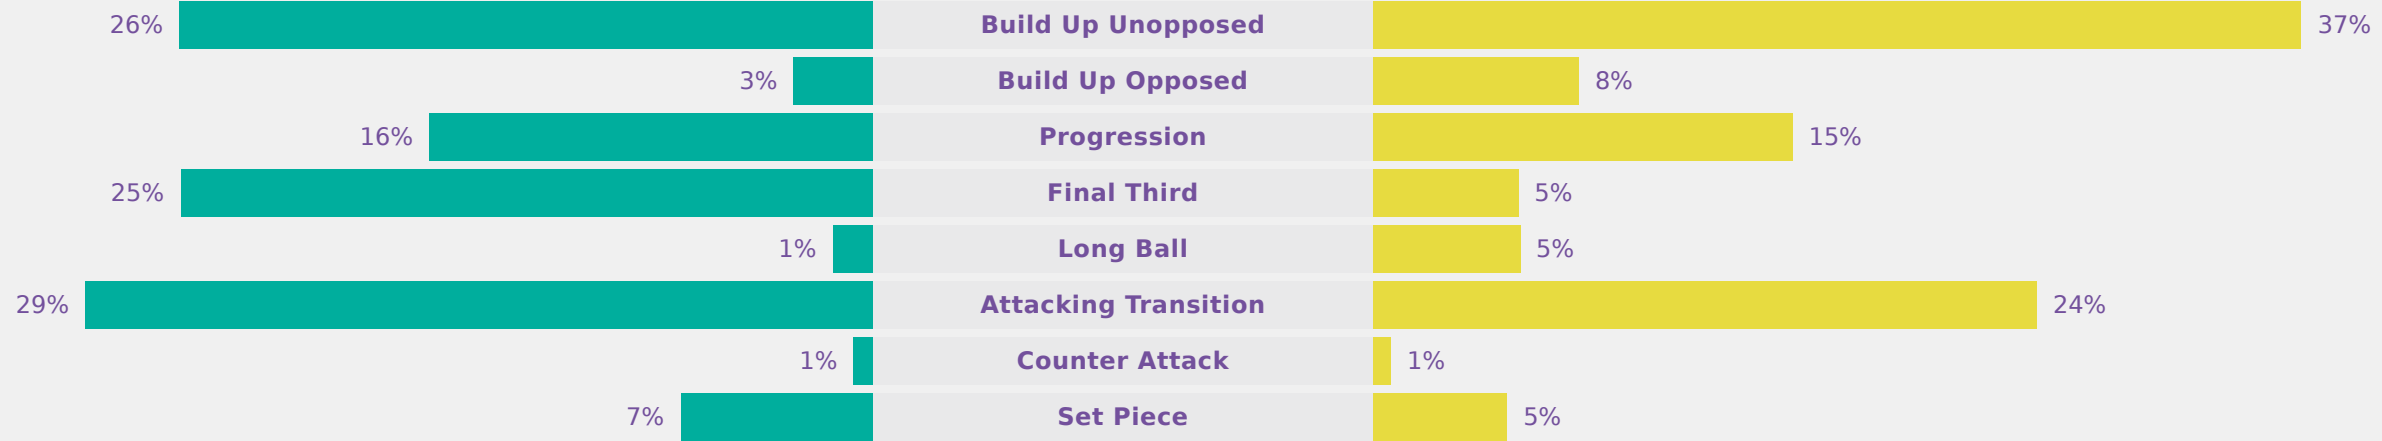 26% Build Up Unopposed 37%
3% Build Up Opposed 8%
16% Progression 15%
25% Final Third 5%
1% Long Ball 5%
29% Attacking Transition 24%
1% Counter Attack 1%
7% Set Piece 5%